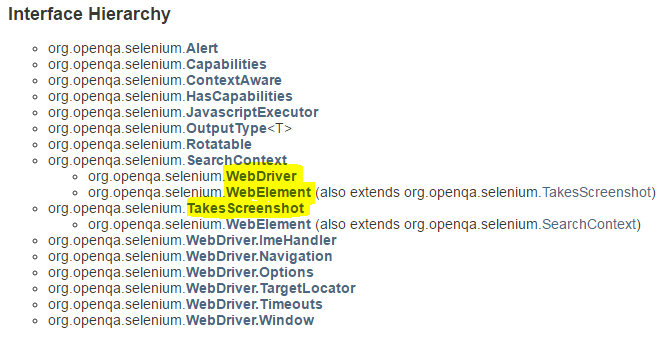 Interface Hierarchy
org.openqa.selenium.Alert
org.openqa.selenium.Capabilities
org.openqa.selenium.ContextAware
org.openqa.selenium.HasCapabilities
org.openqa.selenium.JavascriptExecutor
org.openqa.selenium.OutputType<T>
org.openqa.selenium.Rotatable
org.openqa.selenium.SearchContext
org.openqa.selenium.WebDriver
org.openqa.selenium.WebElement (also extends org.openqa.selenium.TakesScreenshot)
org.openqa.selenium.TakesScreenshot
org.openqa.selenium.WebElement (also extends org.openqa.selenium.SearchContext)
org.openqa.selenium.WebDriver.ImeHandler
org.openqa.selenium.WebDriver.Navigation
org.openqa.selenium.WebDriver.Options
org.openqa.selenium.WebDriver.TargetLocator
org.openqa.selenium.WebDriver.Timeouts
org.openqa.selenium.WebDriver.Window